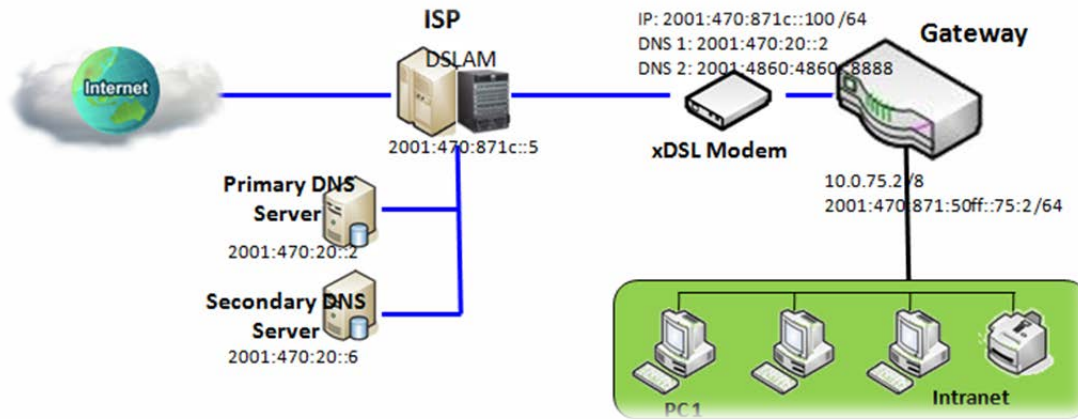 ISP
DSLAM
Internet
2001:470:871c::5
IP: 2001:470:871c::100 /64
DNS 1: 2001:470:20::2
DNS 2: 2001:4860:4860::8888
Gateway
xDSL Modem
10.0.75.2 /8
2001:470:871:50ff::75:2/64
Primary DNS
Server
2001:470:20::2
Secondary DNS
Server
2001:470:20::6
PC1
Intranet